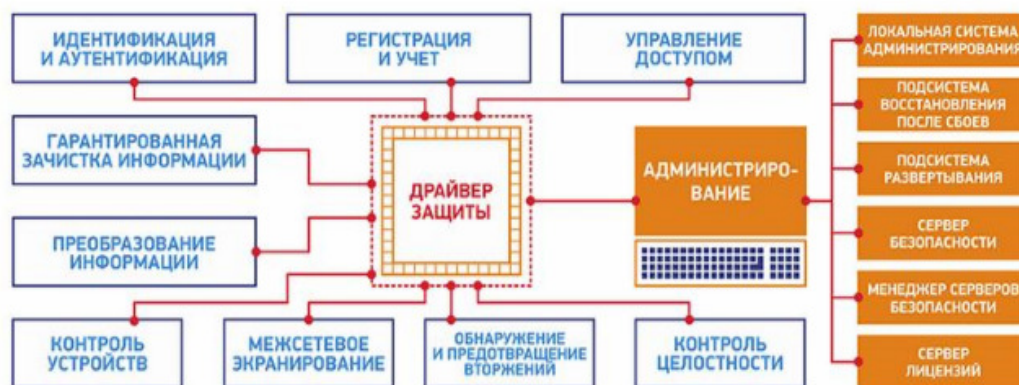 ИДЕНТИФИКАЦИЯ
И АУТЕНТИФИКАЦИЯ
РЕГИСТРАЦИЯ
И УЧЕТ
УПРАВЛЕНИЕ
ДОСТУПОМ
ГАРАНТИРОВАННАЯ
ЗАЧИСТКА ИНФОРМАЦИИ
ПРЕОБРАЗОВАНИЕ
ИНФОРМАЦИИ
ДРАЙВЕР
ЗАЩИТЫ
АДМИНИСТРИРО-
ВАНИЕ
КОНТРОЛЬ
УСТРОЙСТВ
МЕЖСЕТЕВОЕ
ЭКРАНИРОВАНИЕ
ОБНАРУЖЕНИЕ
И ПРЕДОТВРАЩЕНИЕ
ВТОРЖЕНИЙ
КОНТРОЛЬ
ЦЕЛОСТНОСТИ
ЛОКАЛЬНАЯ СИСТЕМА
АДМИНИСТРИРОВАНИЯ
ПОДСИСТЕМА
ВОССТАНОВЛЕНИЯ
ПОСЛЕ СБОЕВ
ПОДСИСТЕМА
РАЗВЕРТЫВАНИЯ
СЕРВЕР
БЕЗОПАСНОСТИ
МЕНЕДЖЕР СЕРВЕРОВ
БЕЗОПАСНОСТИ
СЕРВЕР
ЛИЦЕНЗИЙ